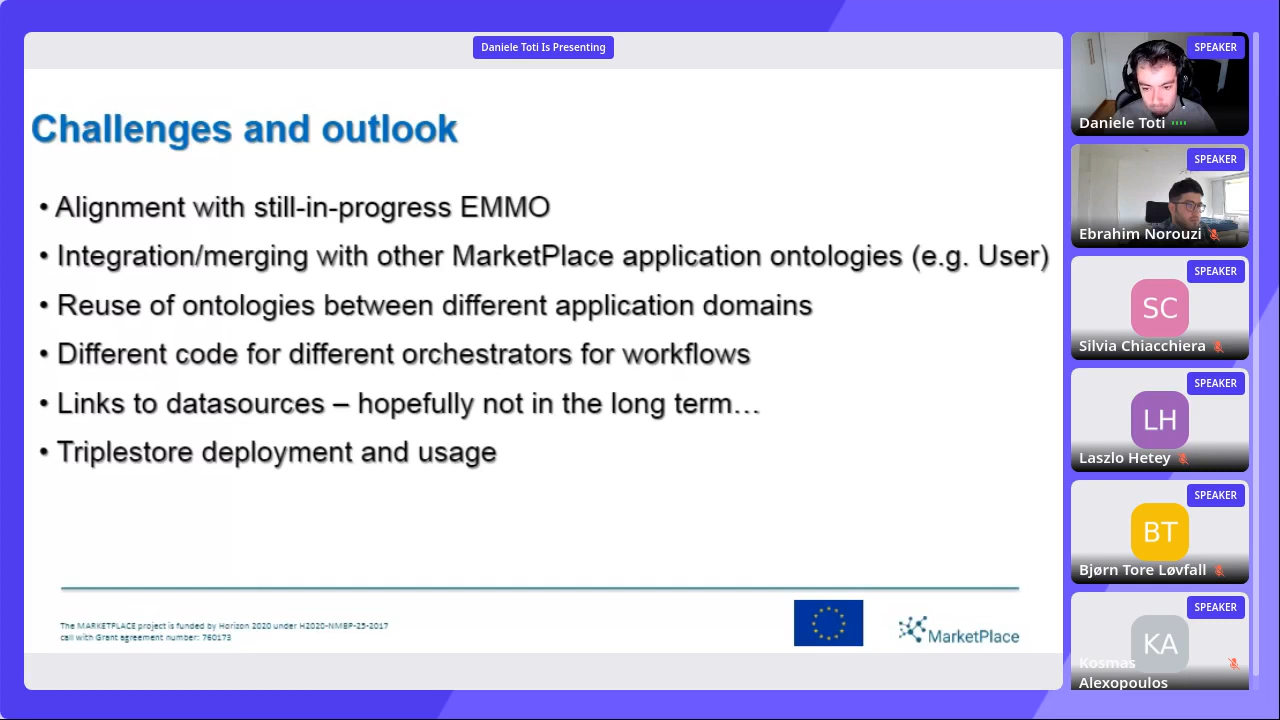 Daniele Toti Is Presenting
Challenges and outlook
• Alignment with still-in-progress EMMO
• Integration/merging with other MarketPlace application ontologies (e.g. User)
• Reuse of ontologies between different application domains
• Different code for different orchestrators for workflows
• Links to datasources – hopefully not in the long term…
• Triplestore deployment and usage
The MARKETPLACE project is funded by Horizon 2020 under H2020-NMBP-25-2017
call with Grant agreement number: 760173
MarketPlace
SPEAKER
Daniele Toti
SPEAKER
Ebrahim Norouzi
SPEAKER
SC
Silvia Chiacchiera
SPEAKER
LH
Laszlo Hetey
SPEAKER
BT
Bjørn Tore Løvfall
SPEAKER
KA
Kosmas
Alexopoulos